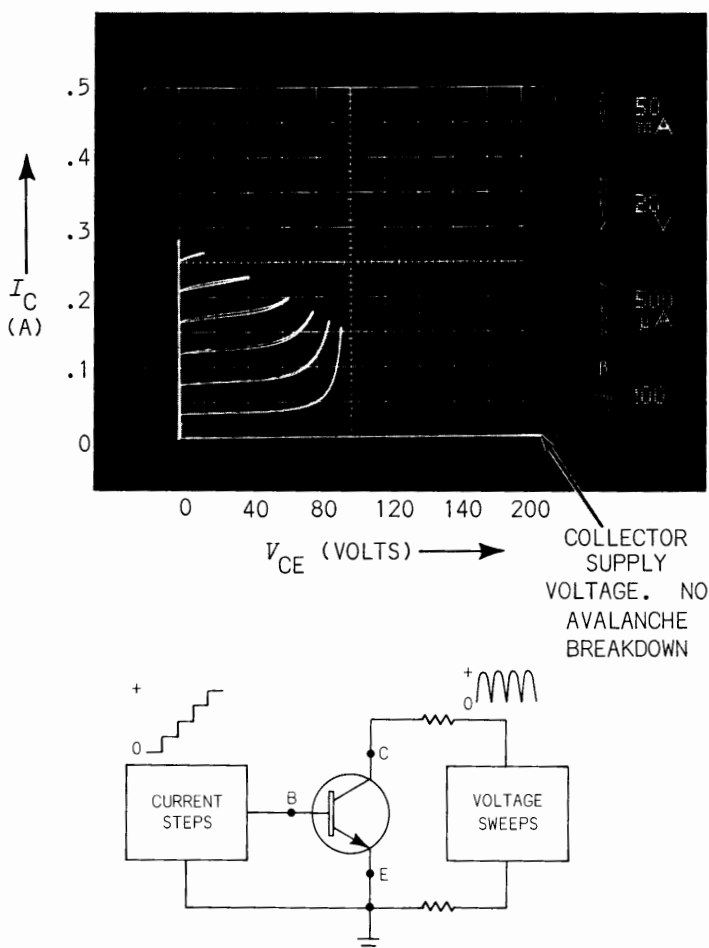 .5
.4
.3
.2
.1
0
I_C
(A)
50
mA
20
V
500
µA
β
100
0 40 80 120 140 200
V_CE (VOLTS)
COLLECTOR
SUPPLY
VOLTAGE. NO
AVALANCHE
BREAKDOWN
+
0
+
0
CURRENT
STEPS
B
C
E
VOLTAGE
SWEEPS